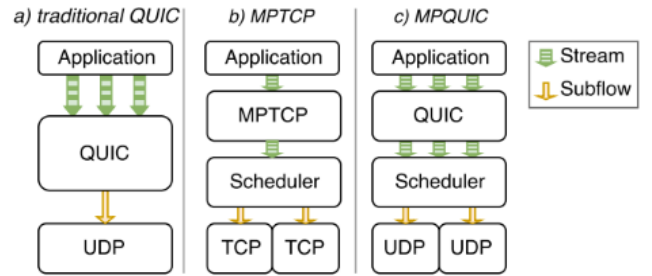 a) traditional QUIC
Application
QUIC
UDP
b) MPTCP
Application
MPTCP
Scheduler
TCP TCP
c) MPQUIC
Application
QUIC
Scheduler
UDP UDP
Stream
Subflow